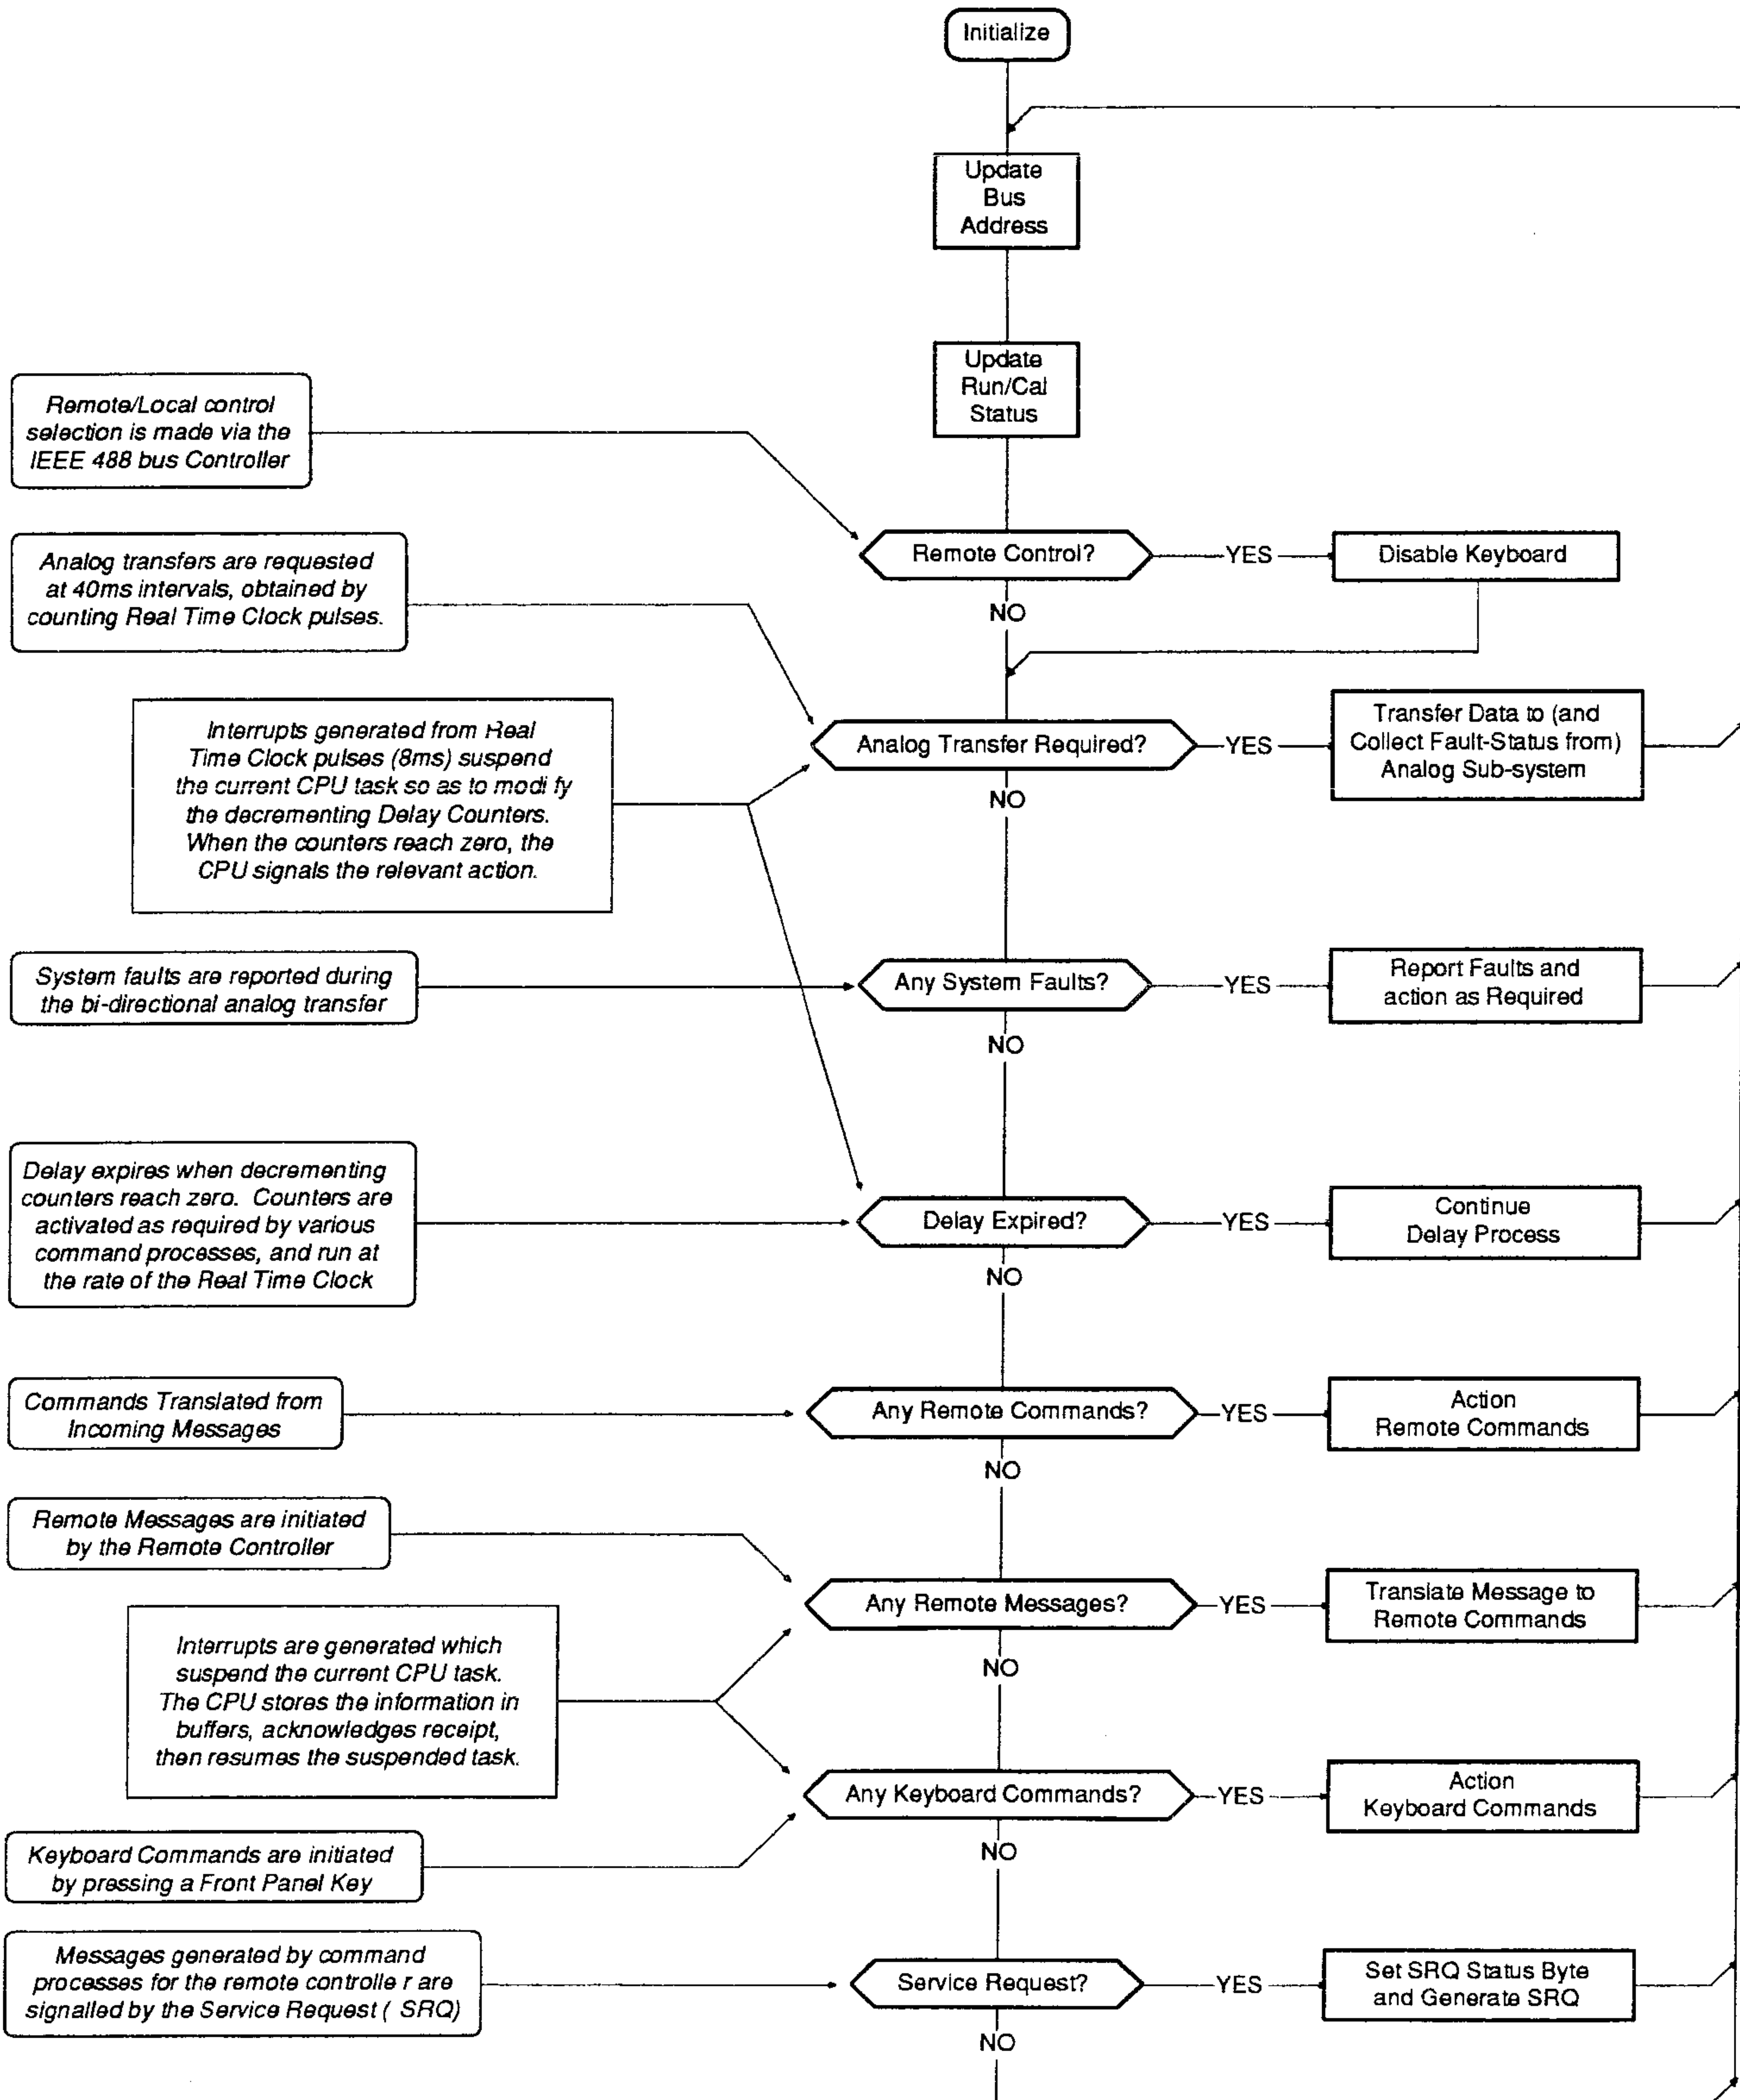 Initialize
Update
Bus
Address
Update
Run/Cal
Status
Remote/Local control
selection is made via the
IEEE 488 bus Controller
Remote Control?
YES
Disable Keyboard
NO
Analog transfers are requested
at 40ms intervals, obtained by
counting Real Time Clock pulses.
Interrupts generated from Real
Time Clock pulses (8ms) suspend
the current CPU task so as to modi fy
the decrementing Delay Counters.
When the counters reach zero, the
CPU signals the relevant action.
Analog Transfer Required?
YES
Transfer Data to (and
Collect Fault-Status from)
Analog Sub-system
NO
System faults are reported during
the bi-directional analog transfer
Any System Faults?
YES
Report Faults and
action as Required
NO
Delay expires when decrementing
counters reach zero. Counters are
activated as required by various
command processes, and run at
the rate of the Real Time Clock
Delay Expired?
YES
Continue
Delay Process
NO
Commands Translated from
Incoming Messages
Any Remote Commands?
YES
Action
Remote Commands
NO
Remote Messages are initiated
by the Remote Controller
Any Remote Messages?
YES
Translate Message to
Remote Commands
NO
Interrupts are generated which
suspend the current CPU task.
The CPU stores the information in
buffers, acknowledges receipt,
then resumes the suspended task.
Any Keyboard Commands?
YES
Action
Keyboard Commands
NO
Keyboard Commands are initiated
by pressing a Front Panel Key
Messages generated by command
processes for the remote controlle r are
signalled by the Service Request ( SRQ)
Service Request?
YES
Set SRQ Status Byte
and Generate SRQ
NO